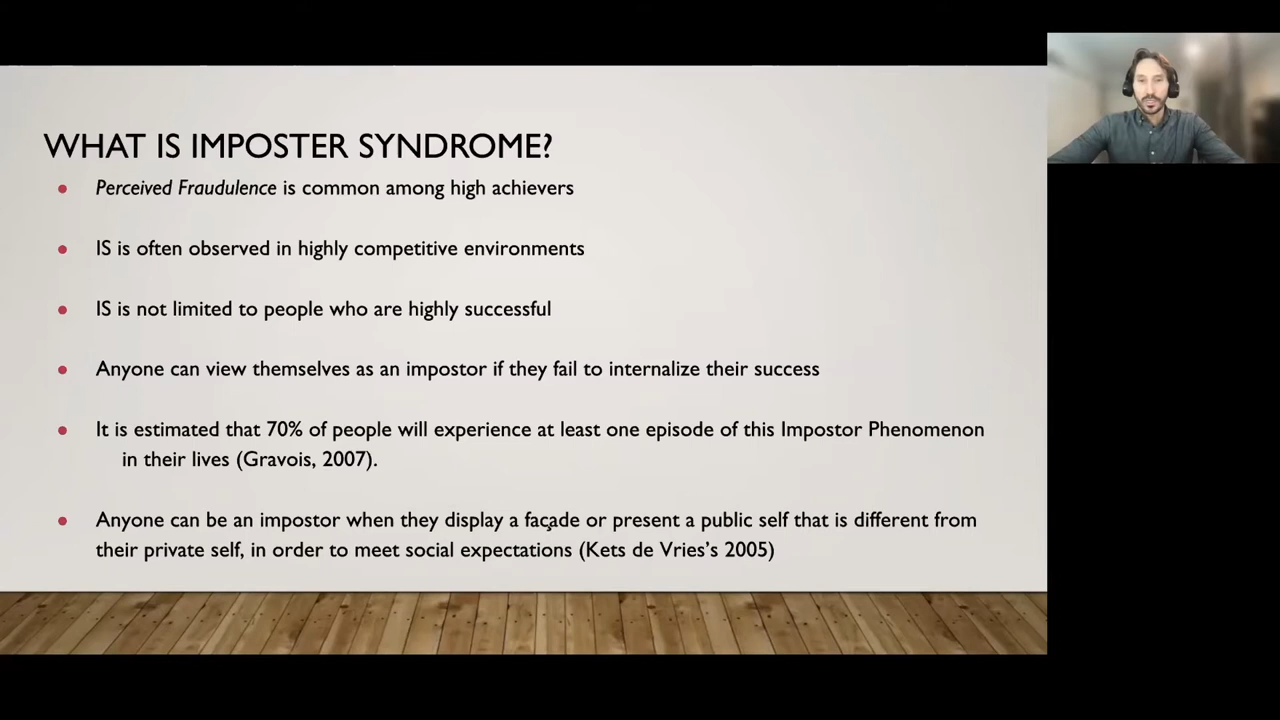 WHAT IS IMPOSTER SYNDROME?
Perceived Fraudulence is common among high achievers
IS is often observed in highly competitive environments
IS is not limited to people who are highly successful
Anyone can view themselves as an impostor if they fail to internalize their success
It is estimated that 70% of people will experience at least one episode of this Impostor Phenomenon
in their lives (Gravois, 2007).
Anyone can be an impostor when they display a façade or present a public self that is different from
their private self, in order to meet social expectations (Kets de Vries’s 2005)